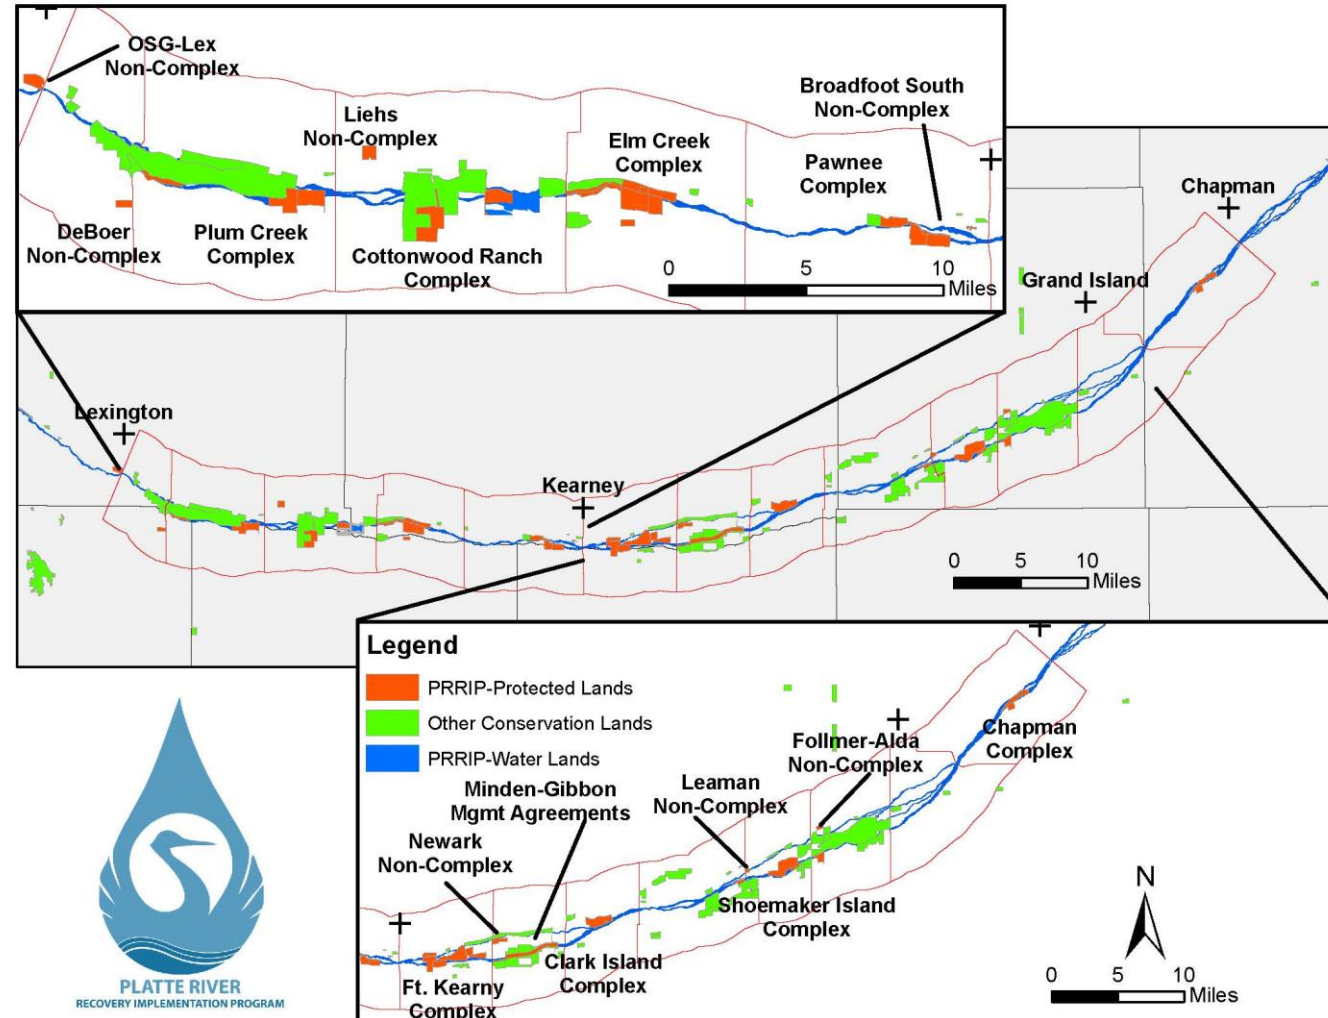 OSG-Lex
Non-Complex
Liehs
Non-Complex
Broadfoot South
Non-Complex
Elm Creek
Complex
Pawnee
Complex
DeBoer
Non-Complex
Plum Creek
Complex
Cottonwood Ranch
Complex
0 5 10
Miles
Chapman
Grand Island
Lexington
Kearney
0 5 10
Miles
Legend
PRRIP-Protected Lands
Other Conservation Lands
PRRIP-Water Lands
Minden-Gibbon
Mgmt Agreements
Newark
Non-Complex
Leaman
Non-Complex
Follmer-Alda
Non-Complex
Chapman
Complex
Shoemaker Island
Complex
Clark Island
Complex
Ft. Kearny
Complex
N
0 5 10
Miles
PLATTE RIVER
RECOVERY IMPLEMENTATION PROGRAM